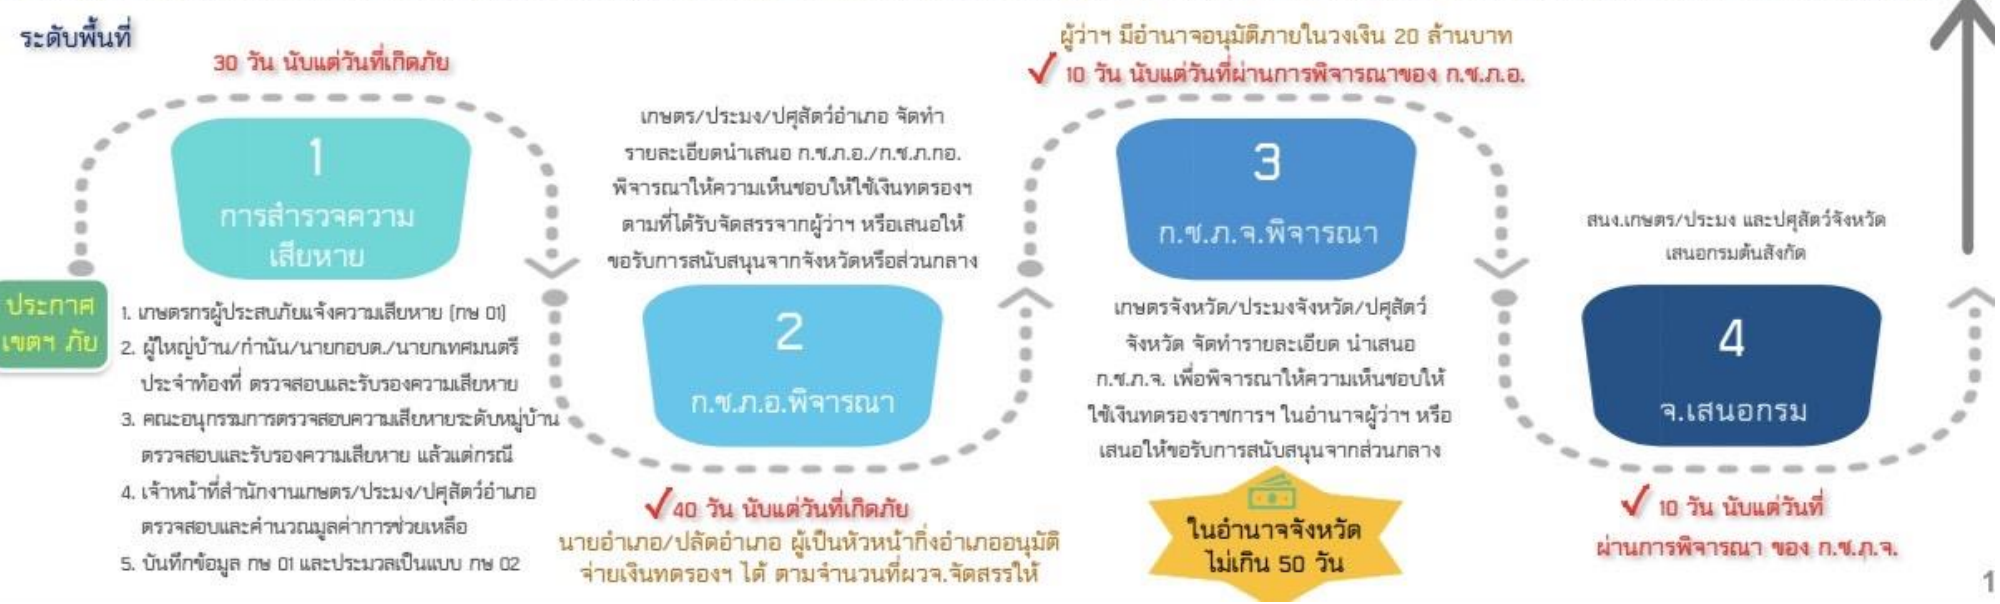 ระดับพื้นที่
ประกาศ
เขตฯ ภัย
30 วัน นับแต่วันที่เกิดภัย
1
การสำรวจความ
เสียหาย
1. เกษตรกรผู้ประสบภัยแจ้งความเสียหาย (กษ 01)
2. ผู้ใหญ่บ้าน/กำนัน/นายกอบต./นายกเทศมนตรี
ประจำท้องที่ ตรวจสอบและรับรองความเสียหาย
3. คณะอนุกรรมการตรวจสอบความเสียหายระดับหมู่บ้าน
ตรวจสอบและรับรองความเสียหาย แล้วแต่กรณี
4. เจ้าหน้าที่สำนักงานเกษตร/ประมง/ปศุสัตว์อำเภอ
ตรวจสอบและคำนวณมูลค่าการช่วยเหลือ
5. บันทึกข้อมูล กษ 01 และประมวลเป็นแบบ กษ 02
เกษตร/ประมง/ปศุสัตว์อำเภอ จัดทำ
รายละเอียดนำเสนอ ก.ช.ภ.อ./ก.ช.ภ.กอ.
พิจารณาให้ความเห็นชอบให้ใช้เงินทดรองฯ
ตามที่ได้รับจัดสรรจากผู้ว่าฯ หรือเสนอให้
ขอรับการสนับสนุนจากจังหวัดหรือส่วนกลาง
2
ก.ช.ภ.อ.พิจารณา
✓ 40 วัน นับแต่วันที่เกิดภัย
นายอำเภอ/ปลัดอำเภอ ผู้เป็นหัวหน้ากิ่งอำเภออนุมัติ
จ่ายเงินทดรองฯ ได้ ตามจำนวนที่ผวจ.จัดสรรให้
ผู้ว่าฯ มีอำนาจอนุมัติภายในวงเงิน 20 ล้านบาท
✓ 10 วัน นับแต่วันที่ผ่านการพิจารณาของ ก.ช.ภ.อ.
3
ก.ช.ภ.จ.พิจารณา
เกษตรจังหวัด/ประมงจังหวัด/ปศุสัตว์
จังหวัด จัดทำรายละเอียด นำเสนอ
ก.ช.ภ.จ. เพื่อพิจารณาให้ความเห็นชอบให้
ใช้เงินทดรองราชการฯ ในอำนาจผู้ว่าฯ หรือ
เสนอให้ขอรับการสนับสนุนจากส่วนกลาง
ในอำนาจจังหวัด
ไม่เกิน 50 วัน
สนง.เกษตร/ประมง และปศุสัตว์จังหวัด
เสนอกรมต้นสังกัด
4
จ.เสนอกรม
✓ 10 วัน นับแต่วันที่
ผ่านการพิจารณา ของ ก.ช.ภ.จ.
1